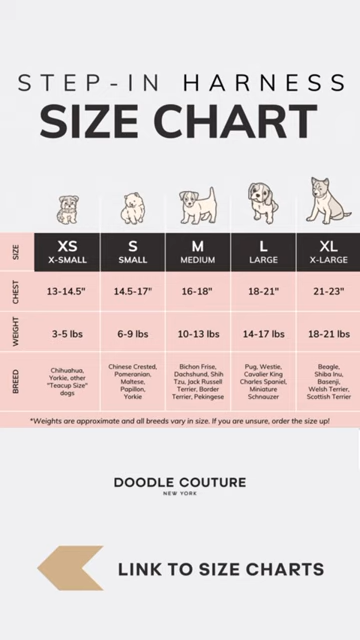 STEP-IN HARNESS
SIZE CHART
SIZE
XS
X-SMALL
S
SMALL
M
MEDIUM
L
LARGE
XL
X-LARGE
CHEST
13-14.5"
14.5-17"
16-18"
18-21"
21-23"
WEIGHT
3-5 lbs
6-9 lbs
10-13 lbs
14-17 lbs
18-21 lbs
BREED
Chihuahua,
Yorkie, other
"Teacup Size"
dogs
Chinese Crested,
Pomeranian,
Maltese,
Papillon,
Yorkie
Bichon Frise,
Dachshund, Shih
Tzu, Jack Russell
Terrier, Border
Terrier, Pekingese
Pug, Westie,
Cavalier King
Charles Spaniel,
Miniature
Schnauzer
Beagle,
Shiba Inu,
Basenji,
Welsh Terrier,
Scottish Terrier
*Weights are approximate and all breeds vary in size. If you are unsure, order the size up!
DOODLE COUTURE
NEW YORK
LINK TO SIZE CHARTS